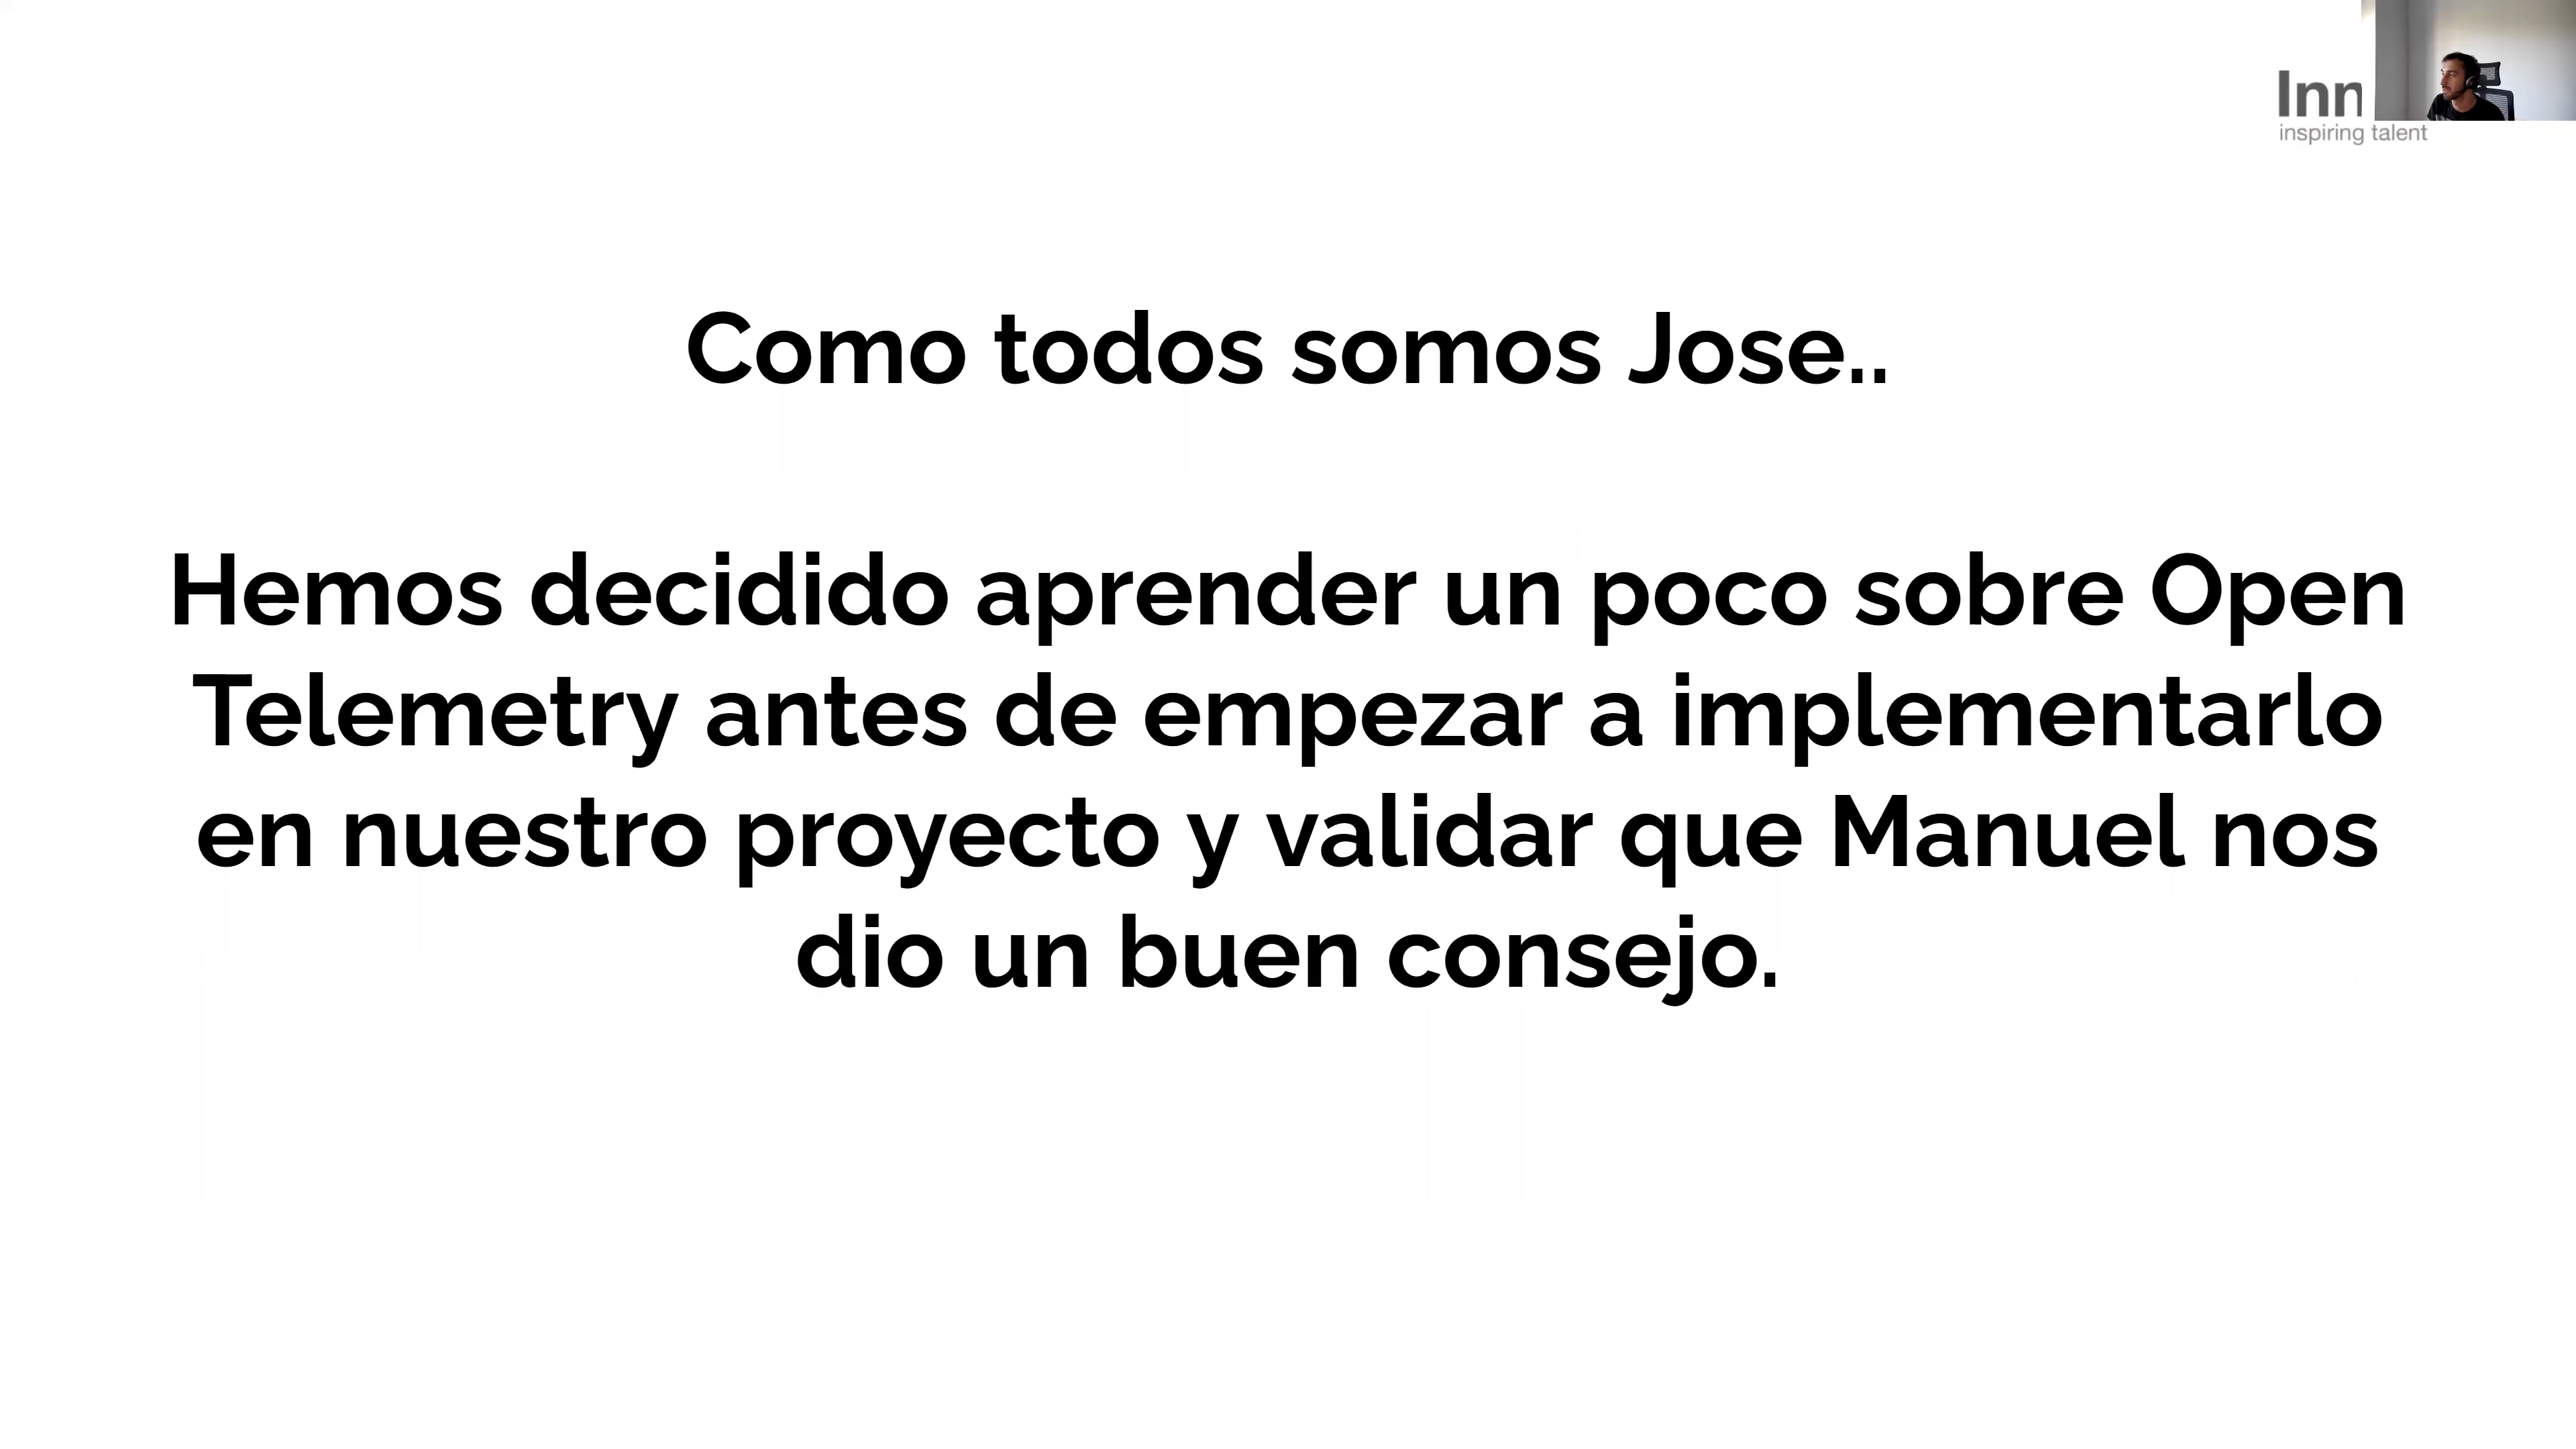 inspiring talent
Como todos somos Jose..
Hemos decidido aprender un poco sobre Open
Telemetry antes de empezar a implementarlo
en nuestro proyecto y validar que Manuel nos
dio un buen consejo.